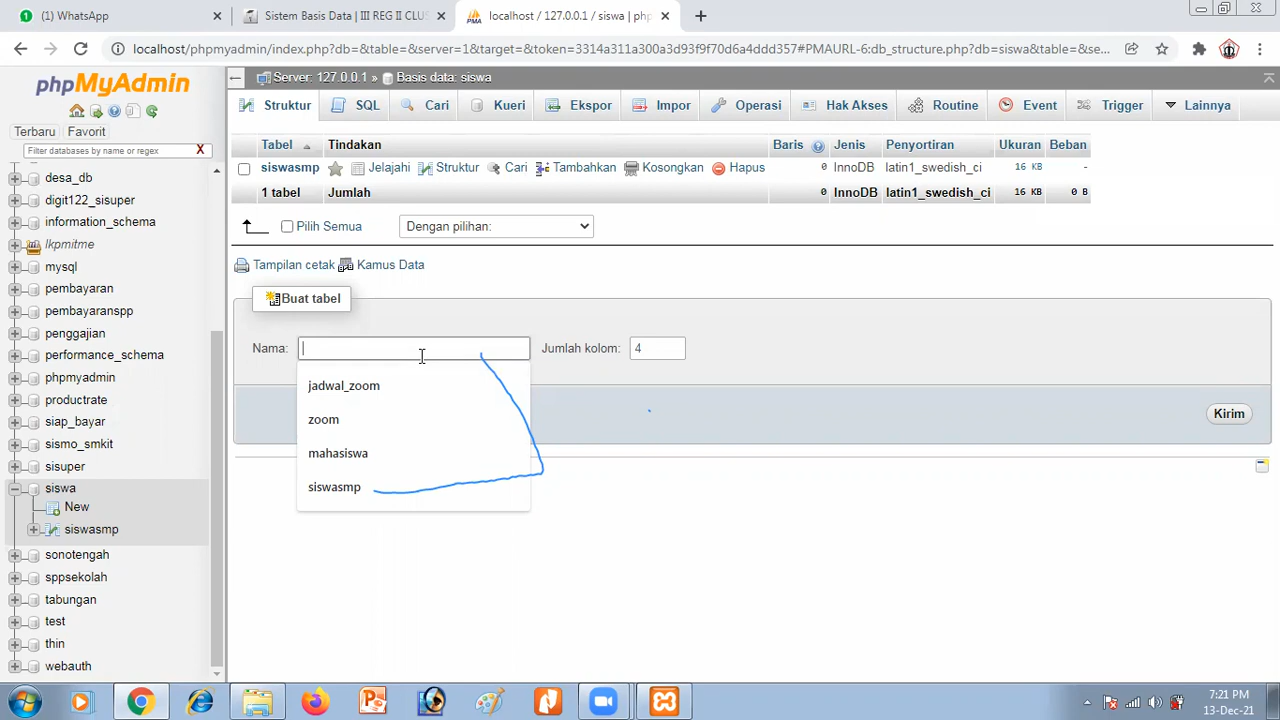 (1) WhatsApp
Sistem Basis Data | III REG II CLUS
localhost / 127.0.0.1 / siswa | php
localhost/phpmyadmin/index.php?db=&table=&server=1&target=&token=3314a311a300a3d93f9f70d6a4ddd357#PMAURL-6:db_structure.php?db=siswa&table=&se...
phpMyAdmin
Terbaru Favorit
Filter databases by name or regex X
desa_db
digit122_sisuper
information_schema
lkpmitme
mysql
pembayaran
pembayaranspp
penggajian
performance_schema
phpmyadmin
productrate
siap_bayar
sismo_smkit
sisuper
siswa
New
siswasmp
sonotengah
sppsekolah
tabungan
test
thin
webauth
Server: 127.0.0.1 » Basis data: siswa
Struktur SQL Cari Kueri Ekspor Impor Operasi Hak Akses Routine Event Trigger Lainnya
Tabel Tindakan Baris Jenis Penyortiran Ukuran Beban
siswasmp Jelajahi Struktur Cari Tambahkan Kosongkan Hapus 0 InnoDB latin1_swedish_ci 16 KB -
1 tabel Jumlah 0 InnoDB latin1_swedish_ci 16 KB 0 B
Pilih Semua Dengan pilihan:
Tampilan cetak Kamus Data
Buat tabel
Nama: Jumlah kolom: 4
jadwal_zoom
zoom
mahasiswa
siswasmp
Kirim
7:21 PM
13-Dec-21